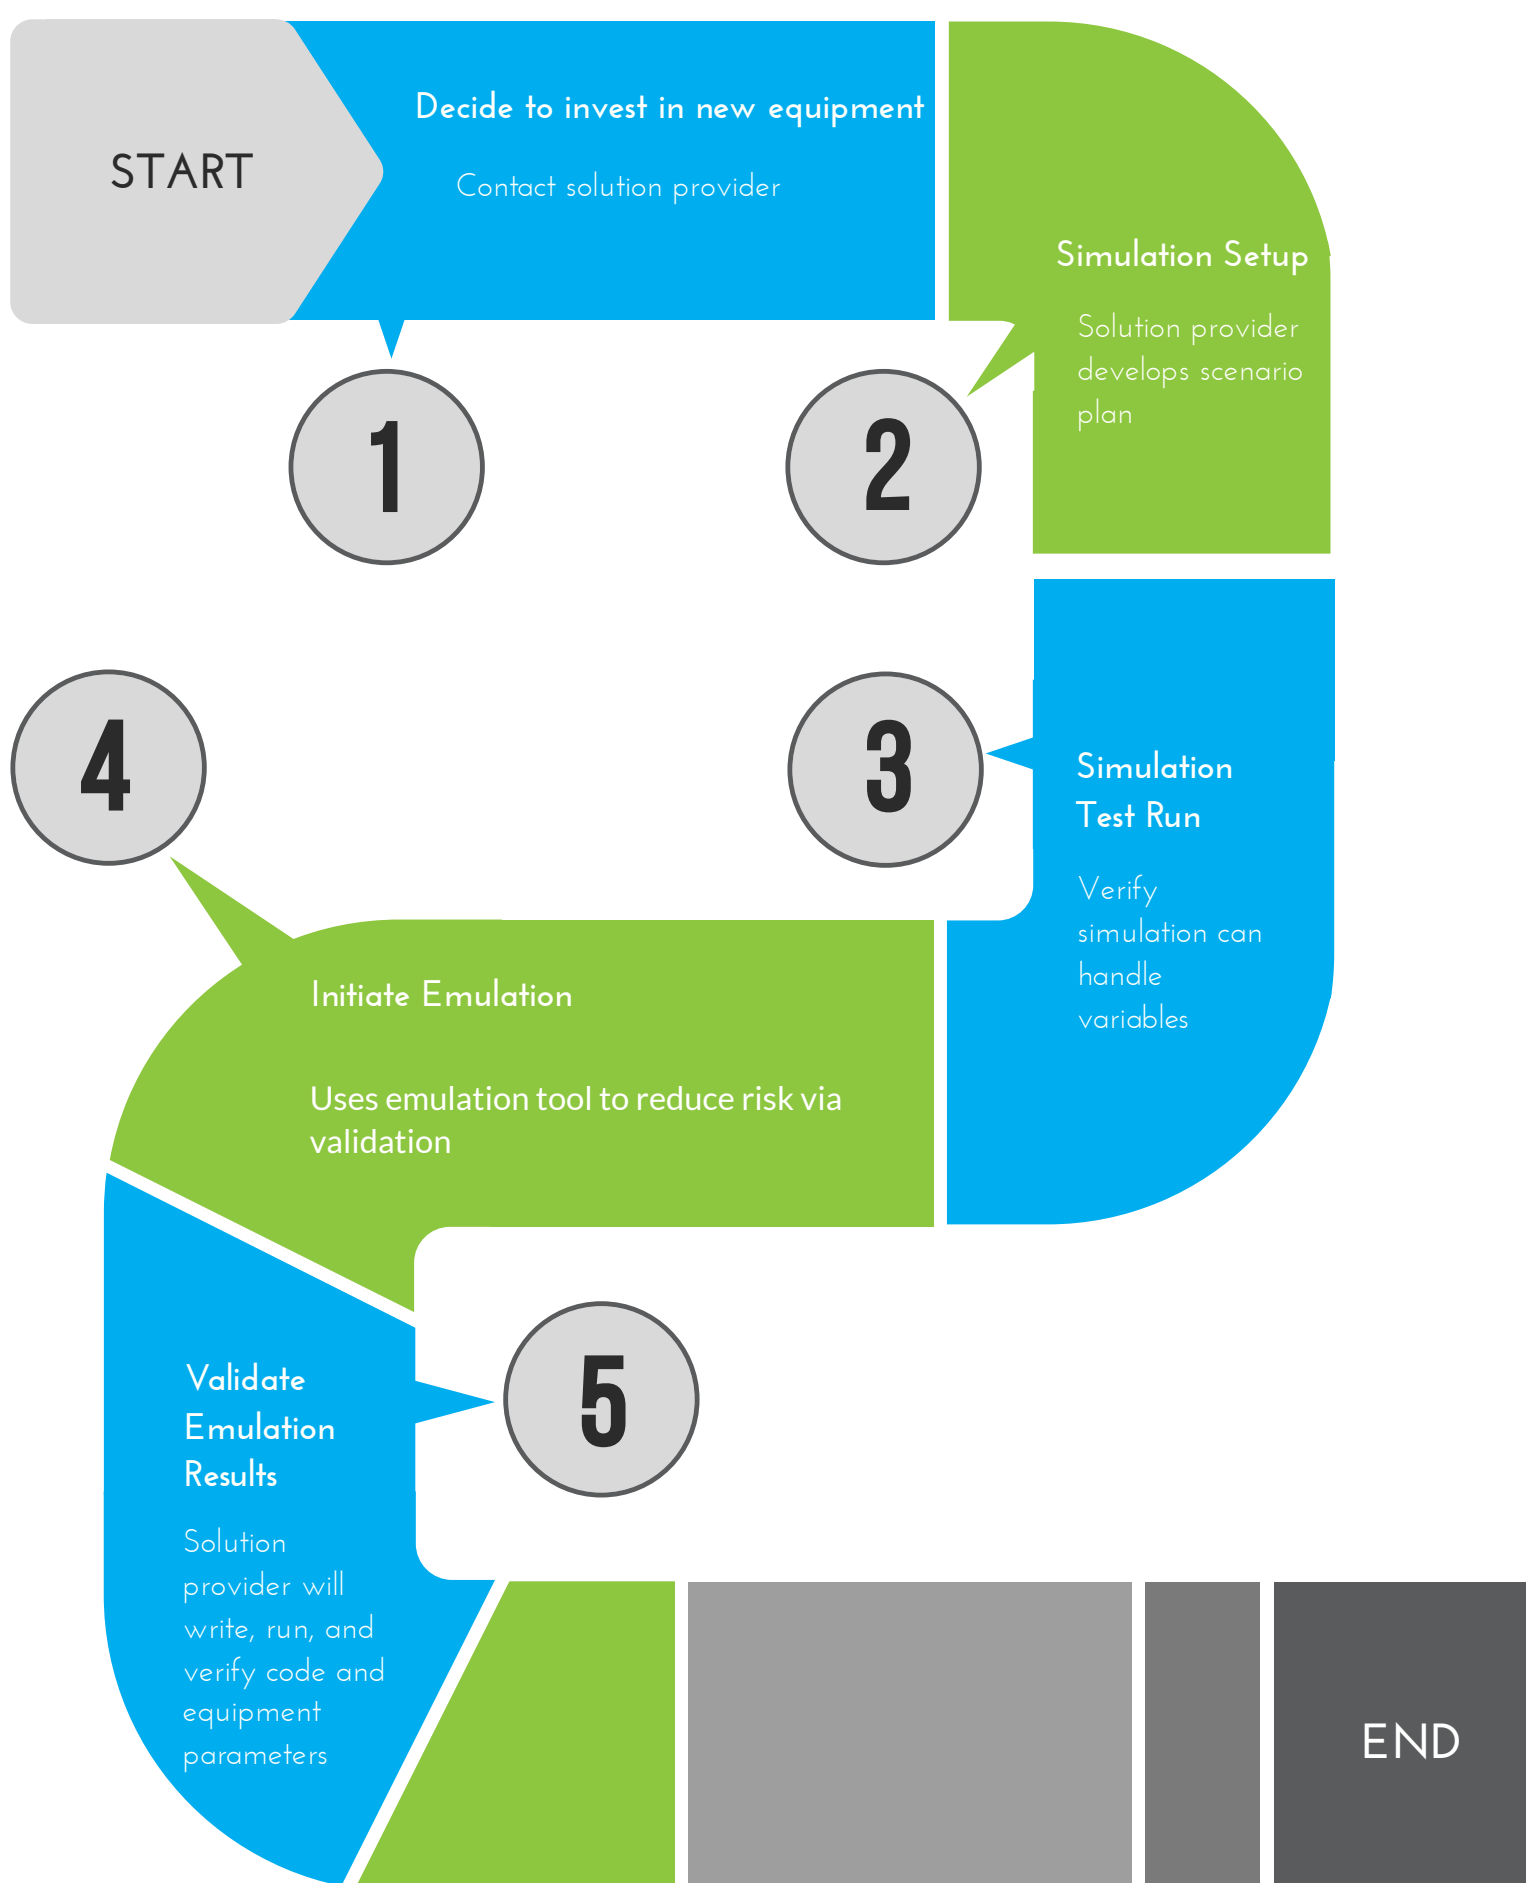 START
Decide to invest in new equipment
Contact solution provider
1
Simulation Setup
Solution provider
develops scenario
plan
2
Simulation
Test Run
Verify
simulation can
handle
variables
3
4
Initiate Emulation
Uses emulation tool to reduce risk via
validation
Validate
Emulation
Results
Solution
provider will
write, run, and
verify code and
equipment
parameters
5
END